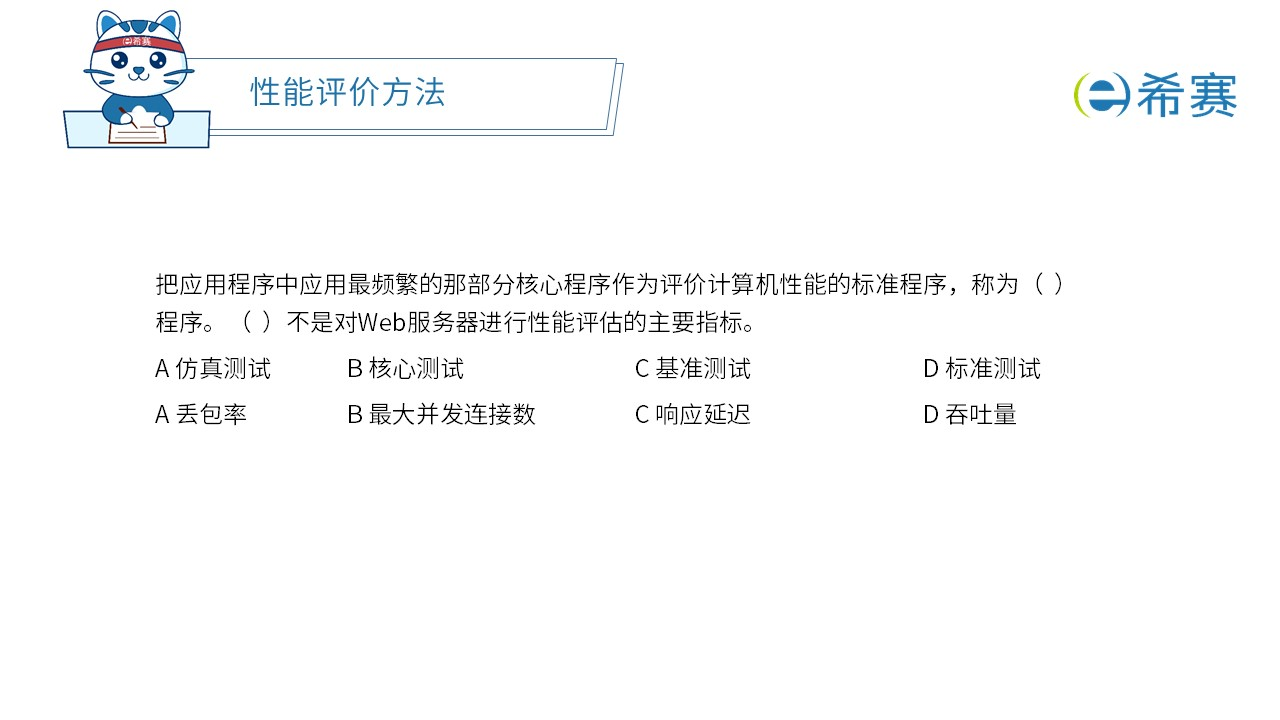 希赛
性能评价方法
希赛
把应用程序中应用最频繁的那部分核心程序作为评价计算机性能的标准程序，称为（ ）
程序。（ ）不是对Web服务器进行性能评估的主要指标。
A 仿真测试 B 核心测试 C 基准测试 D 标准测试
A 丢包率 B 最大并发连接数 C 响应延迟 D 吞吐量